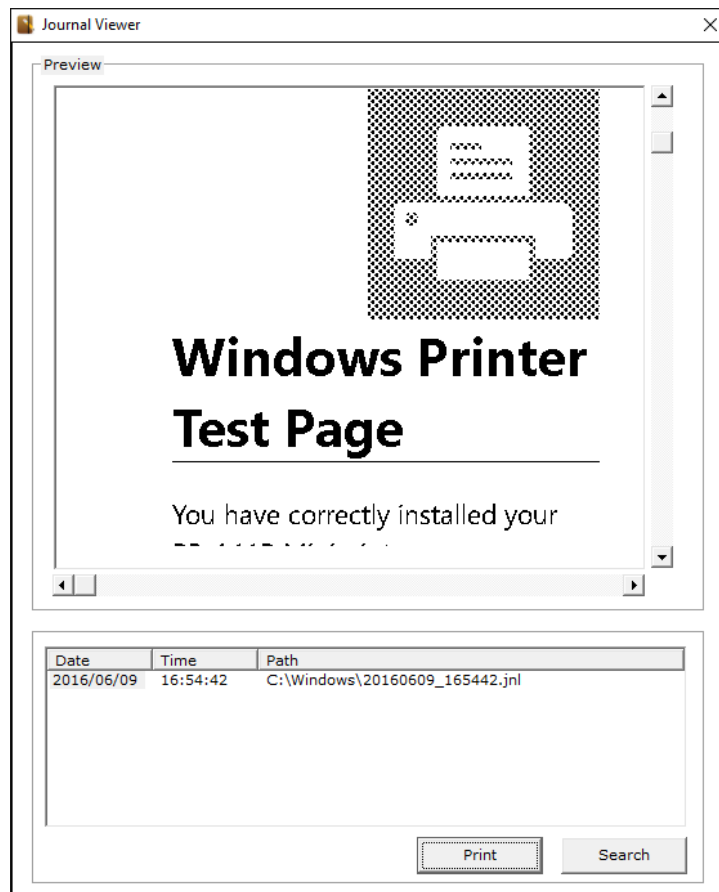 Journal Viewer
Preview
Windows Printer
Test Page
You have correctly installed your
Date Time Path
2016/06/09 16:54:42 C:\Windows\20160609_165442.jnl
Print Search